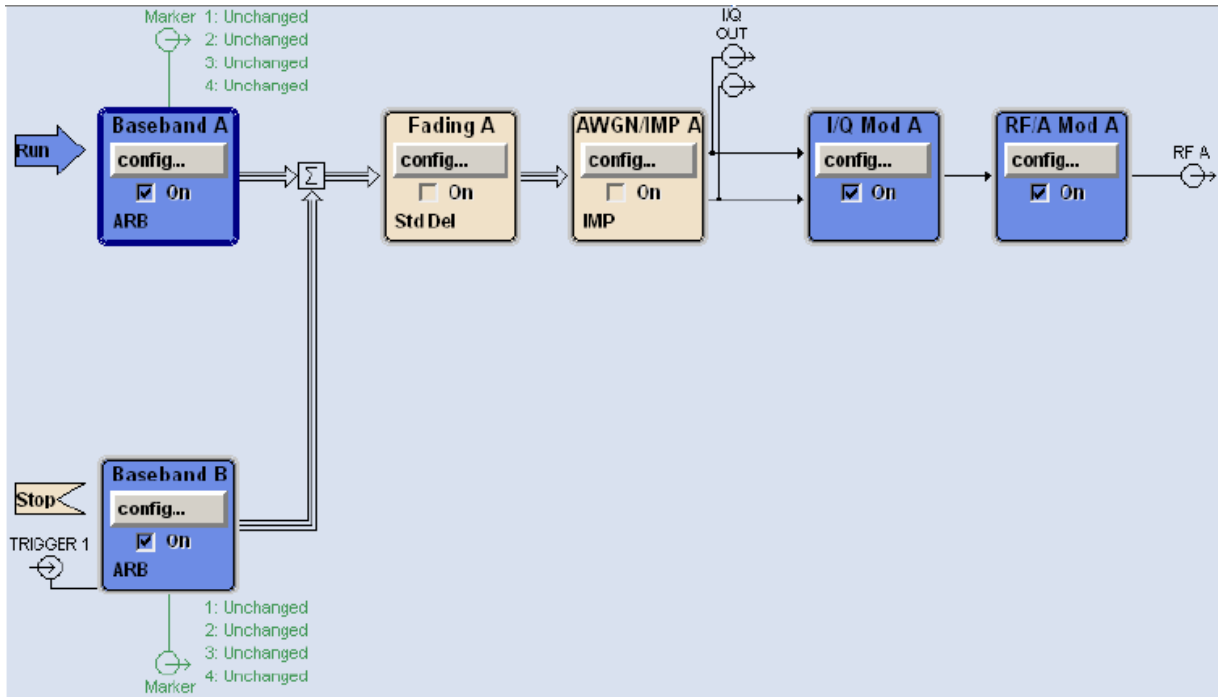 Marker 1: Unchanged
2: Unchanged
3: Unchanged
4: Unchanged
I/Q
OUT
Run
Baseband A
config...
On
ARB
Σ
Fading A
config...
On
Std Del
AWGN/IMP A
config...
On
IMP
I/Q Mod A
config...
On
RF/A Mod A
config...
On
RF A
Stop
TRIGGER 1
Baseband B
config...
On
ARB
1: Unchanged
2: Unchanged
3: Unchanged
4: Unchanged
Marker